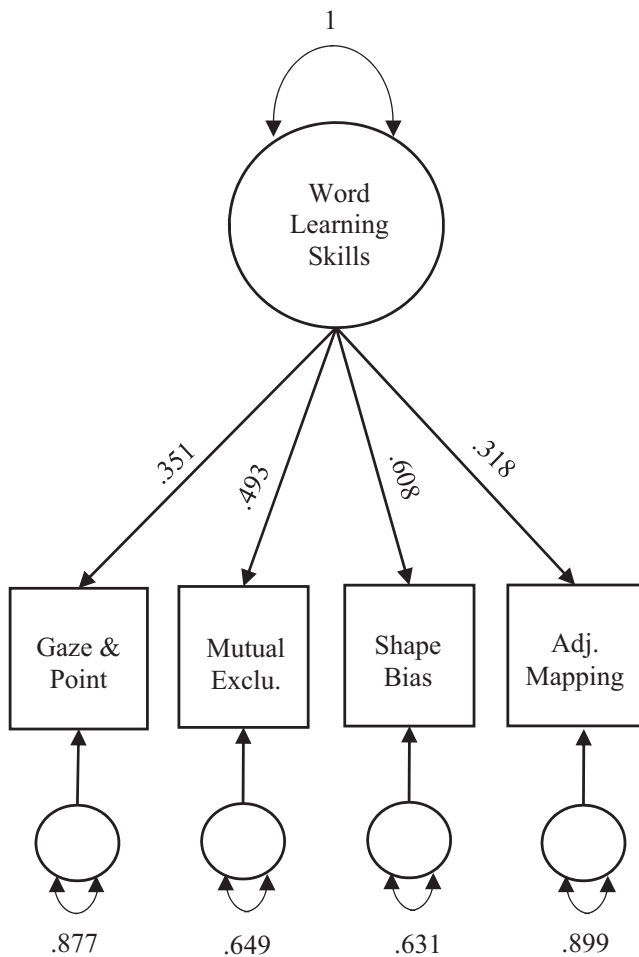 1
Word
Learning
Skills
.351
.493
.608
.318
Gaze &
Point
Mutual
Exclu.
Shape
Bias
Adj.
Mapping
.877
.649
.631
.899